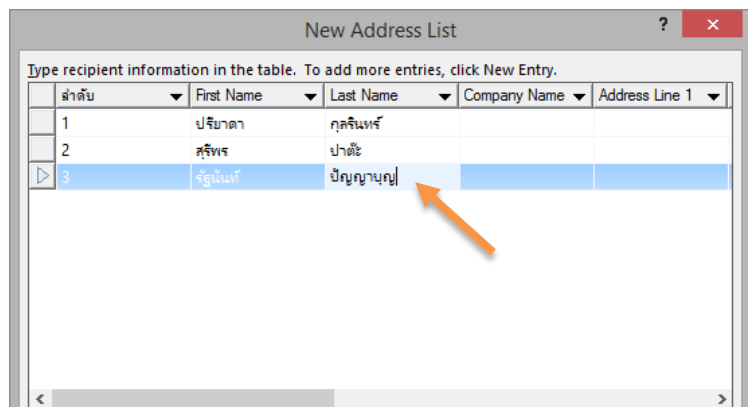 New Address List
Type recipient information in the table. To add more entries, click New Entry.
ลำดับ First Name Last Name Company Name Address Line 1
1 ปรียาดา กุลรินทร์
2 สุรีพร ปาต๊ะ
3 รัฐนันท์ ปัญญาบุญ